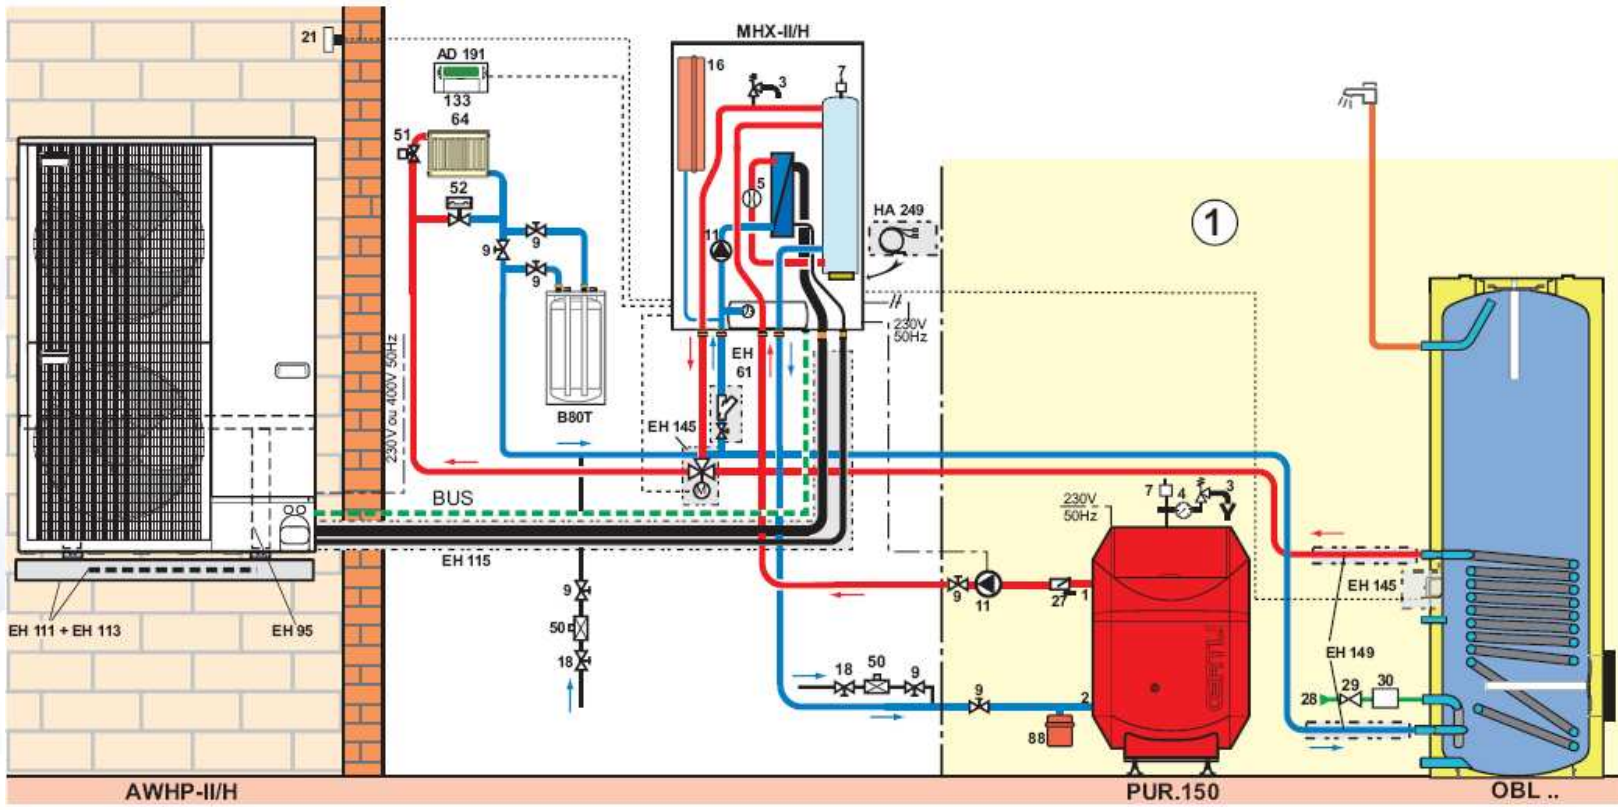 MHX-II/H
21
AD 191
133
16
3
7
64
51
52
5
HA 249
1
11
9
9
9
230V
50Hz
230V ou 400V 50Hz
EH
61
B80T
EH 145
M
BUS
7
4
3
230V
50Hz
EH 115
EH 145
9
11
27
1
9
50
18
EH 111 + EH 113
EH 95
EH 149
18
50
9
9
2
28
29
30
88
AWHP-II/H
PUR.150
OBL ..